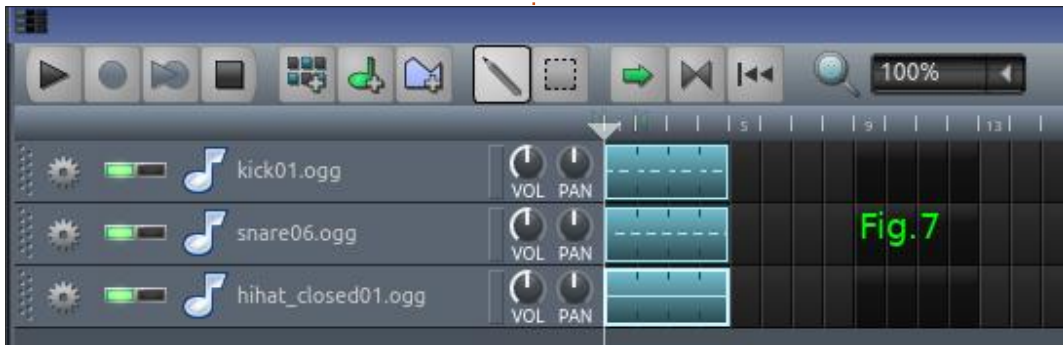 100%
5 9 13
kick01.ogg
VOL PAN
snare06.ogg
VOL PAN
Fig.7
hihat_closed01.ogg
VOL PAN